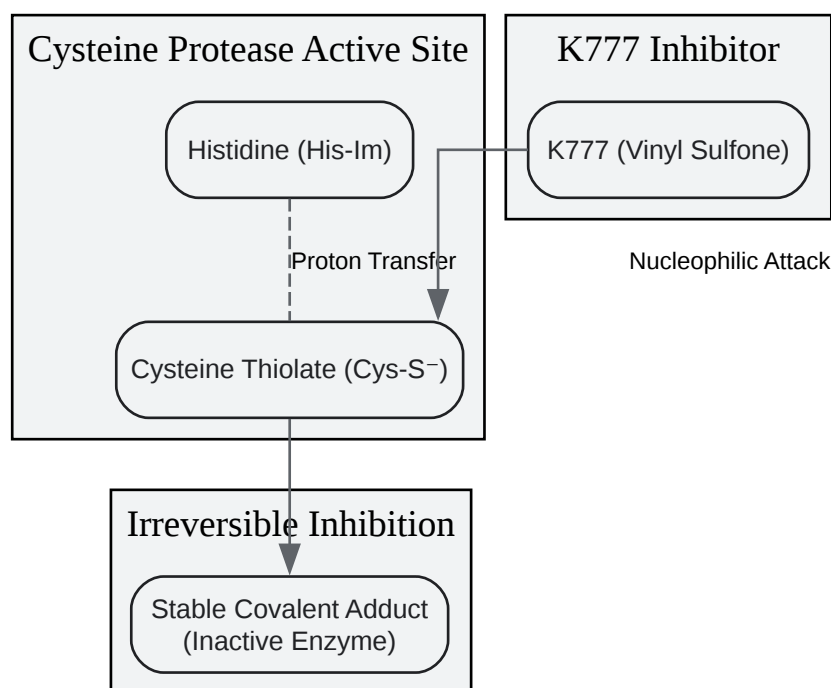 Cysteine Protease Active Site
K777 Inhibitor
Histidine (His-Im)
K777 (Vinyl Sulfone)
Proton Transfer
Nucleophilic Attack
Cysteine Thiolate (Cys-S⁻)
Irreversible Inhibition
Stable Covalent Adduct
(Inactive Enzyme)